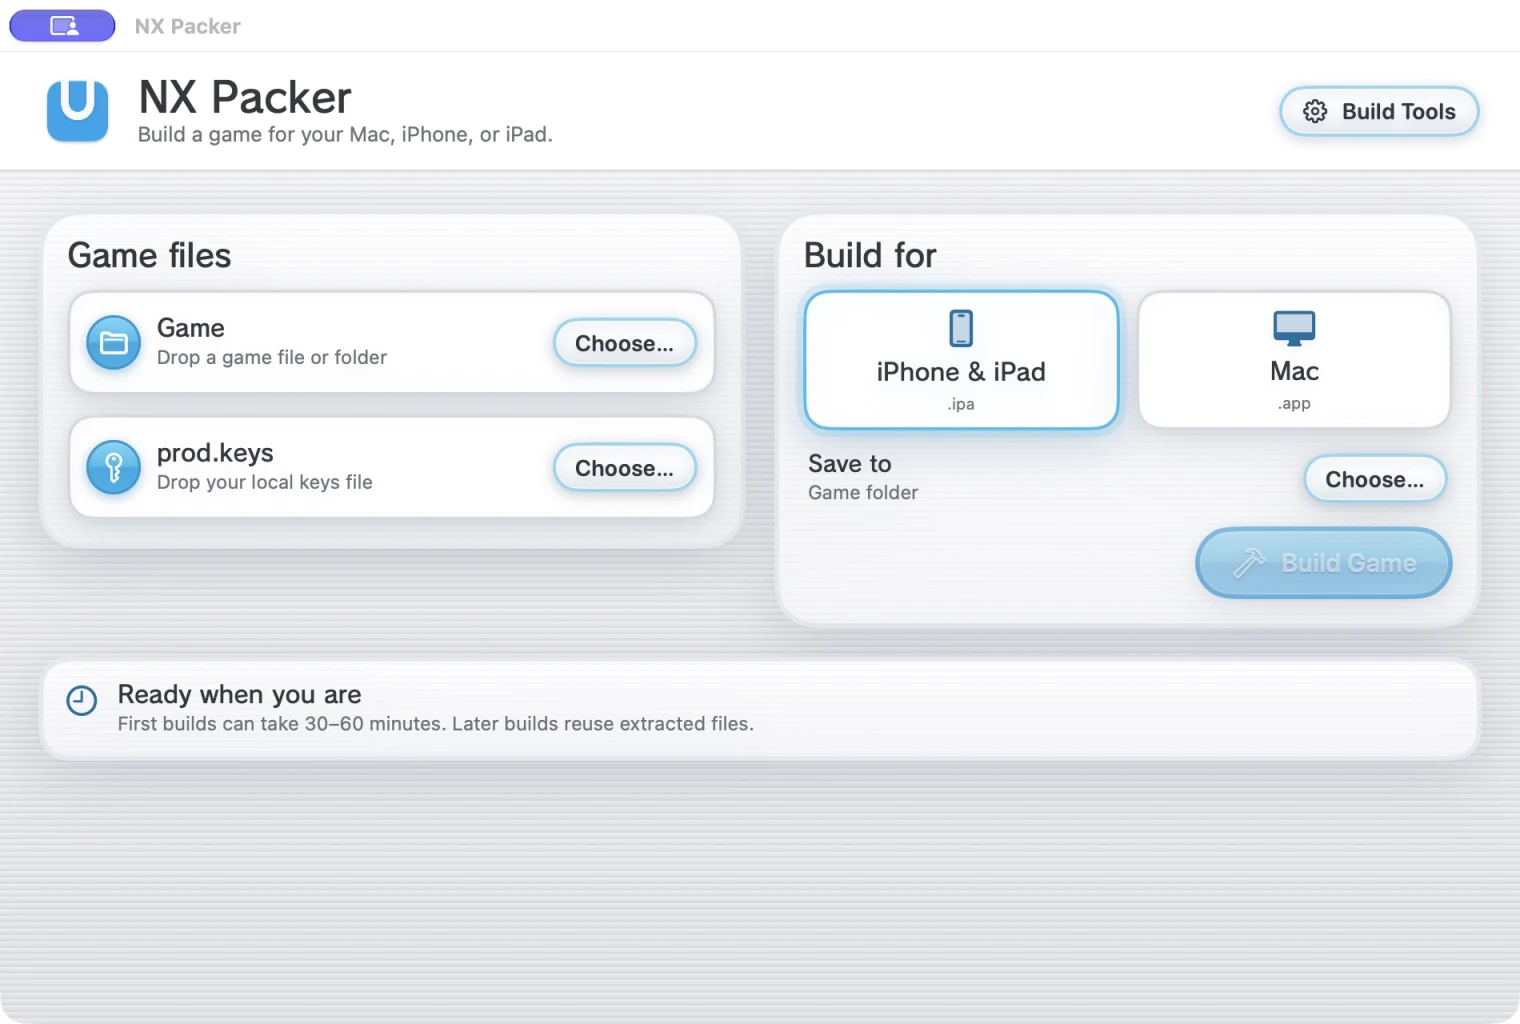 NX Packer
NX Packer
Build a game for your Mac, iPhone, or iPad.
Build Tools
Game files
Game
Drop a game file or folder
Choose...
prod.keys
Drop your local keys file
Choose...
Build for
iPhone & iPad
.ipa
Mac
.app
Save to
Game folder
Choose...
Build Game
Ready when you are
First builds can take 30–60 minutes. Later builds reuse extracted files.